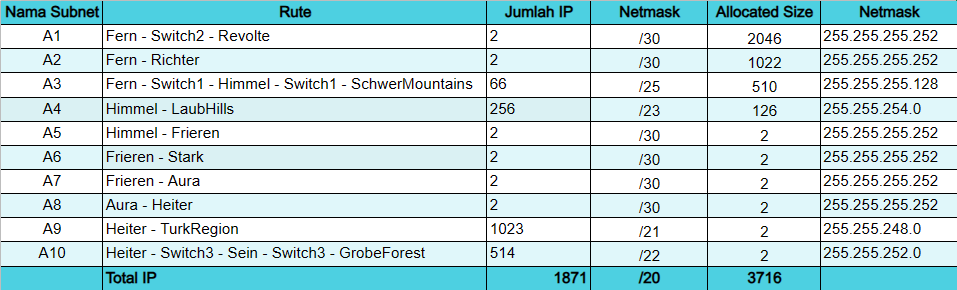 Nama Subnet Rute Jumlah IP Netmask Allocated Size Netmask
A1 Fern - Switch2 - Revolte 2 /30 2046 255.255.255.252
A2 Fern - Richter 2 /30 1022 255.255.255.252
A3 Fern - Switch1 - Himmel - Switch1 - SchwerMountains 66 /25 510 255.255.255.128
A4 Himmel - LaubHills 256 /23 126 255.255.254.0
A5 Himmel - Frieren 2 /30 2 255.255.255.252
A6 Frieren - Stark 2 /30 2 255.255.255.252
A7 Frieren - Aura 2 /30 2 255.255.255.252
A8 Aura - Heiter 2 /30 2 255.255.255.252
A9 Heiter - TurkRegion 1023 /21 2 255.255.248.0
A10 Heiter - Switch3 - Sein - Switch3 - GrobeForest 514 /22 2 255.255.252.0
Total IP 1871 /20 3716